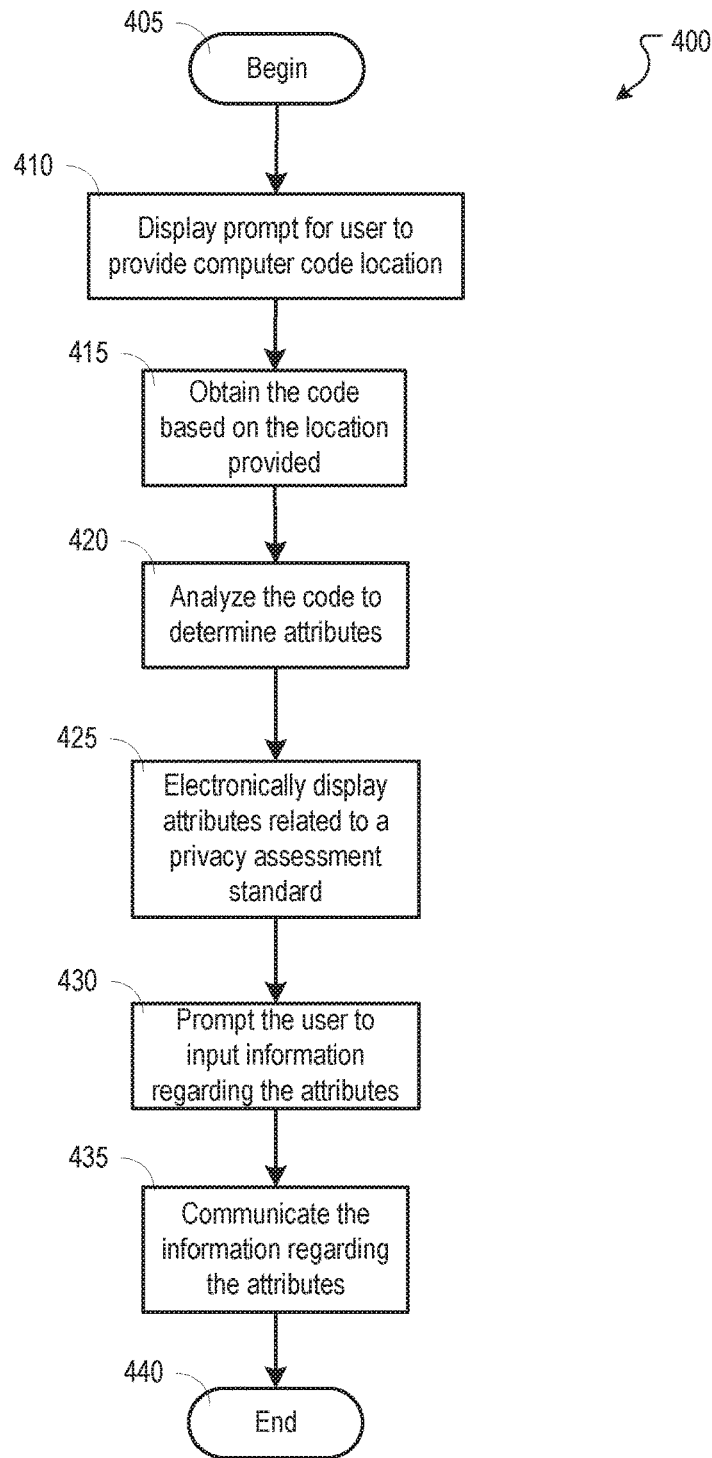 405
Begin
400
410
Display prompt for user to
provide computer code location
415
Obtain the code
based on the location
provided
420
Analyze the code to
determine attributes
425
Electronically display
attributes related to a
privacy assessment
standard
430
Prompt the user to
input information
regarding the attributes
435
Communicate the
information regarding
the attributes
440
End